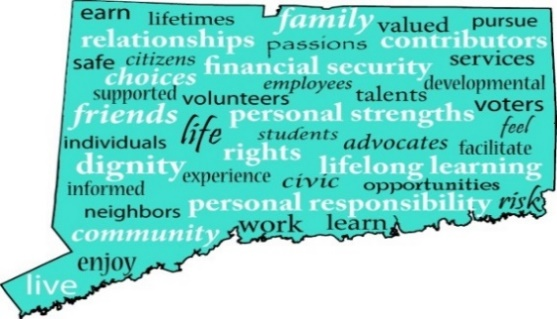 earn lifetimes family valued pursue
relationships passions contributors
safe citizens financial security services
choices employees developmental
supported volunteers talents voters
friends life personal strengths feel
individuals students advocates facilitate
dignity rights lifelong learning
informed experience civic opportunities
neighbors personal responsibility risk
community work learn
enjoy
live